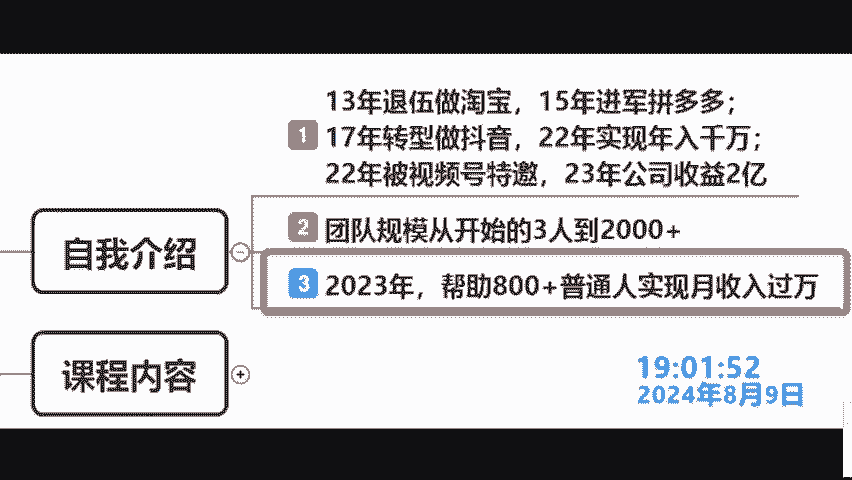 13年退伍做淘宝，15年进军拼多多；
1 17年转型做抖音，22年实现年入千万；
22年被视频号特邀，23年公司收益2亿
2 团队规模从开始的3人到2000+
自我介绍
3 2023年，帮助800+普通人实现月收入过万
课程内容
19:01:52
2024年8月9日